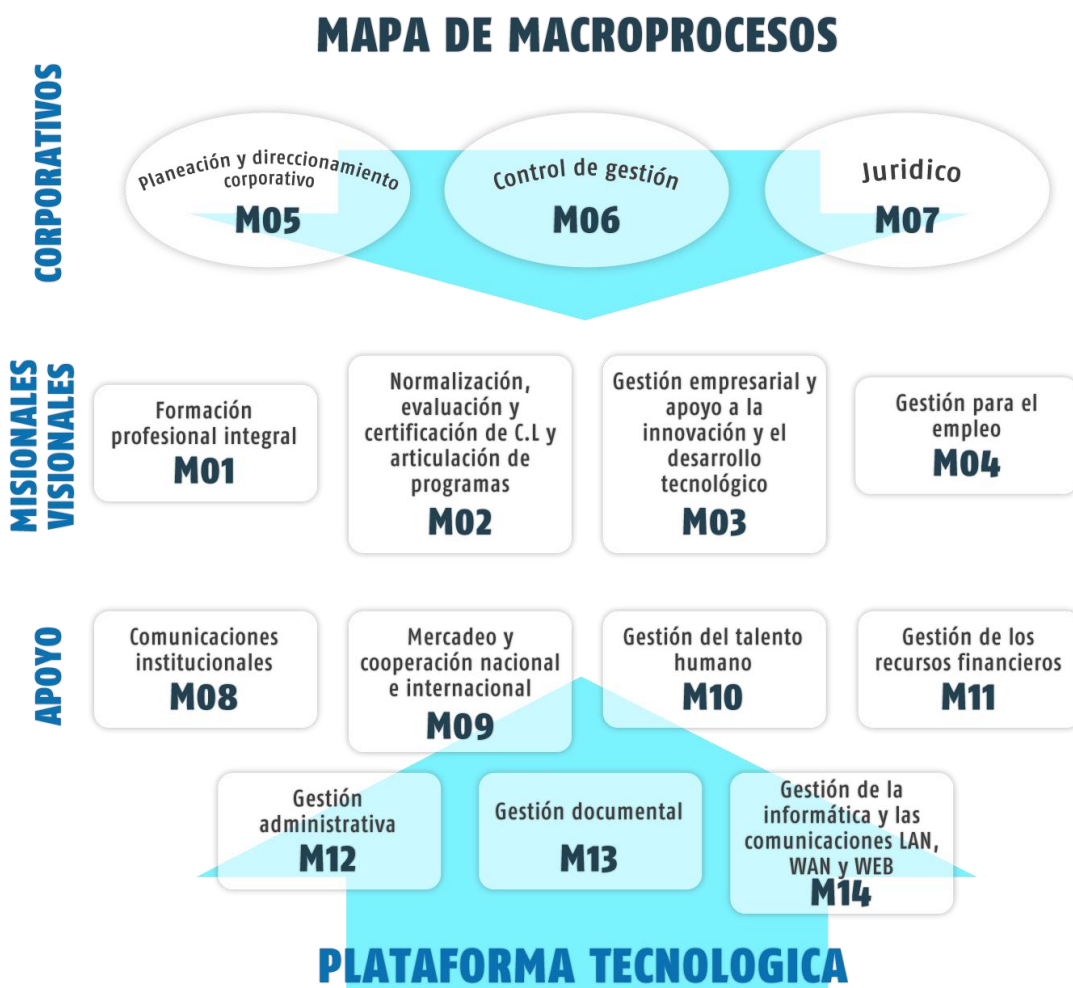 MAPA DE MACROPROCESOS
CORPORATIVOS
Planeación y direccionamiento
corporativo
M05
Control de gestión
M06
Juridico
M07
MISIONALES
VISIONALES
Formación
profesional integral
M01
Normalización,
evaluación y
certificación de C.L y
articulación de
programas
M02
Gestión empresarial y
apoyo a la
innovación y el
desarrollo
tecnológico
M03
Gestión para el
empleo
M04
APOYO
Comunicaciones
institucionales
M08
Mercadeo y
cooperación nacional
e internacional
M09
Gestión del talento
humano
M10
Gestión de los
recursos financieros
M11
Gestión
administrativa
M12
Gestión documental
M13
Gestión de la
informática y las
comunicaciones LAN,
WAN y WEB
M14
PLATAFORMA TECNOLOGICA